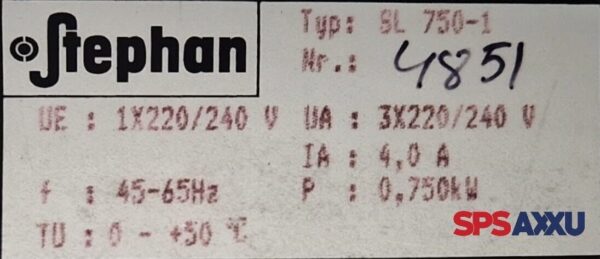 Stephan
Typ: SL 750-1
Nr.: 4851
UE : 1X220/240 V UA : 3X220/240 V
IA : 4,0 A
f : 45-65Hz P : 0,750kW
TU : 0 - +50 °C
SPSAXXU